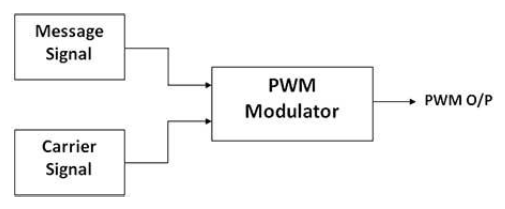 Message
Signal
PWM
Modulator
PWM O/P
Carrier
Signal